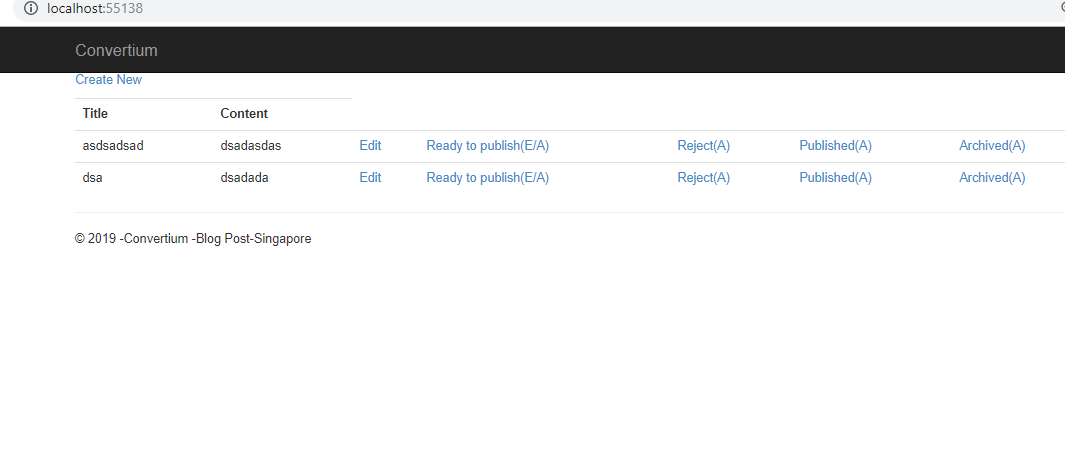 localhost:55138
Convertium
Create New
Title Content
asdsadsad dsadasdas Edit Ready to publish(E/A) Reject(A) Published(A) Archived(A)
dsa dsadada Edit Ready to publish(E/A) Reject(A) Published(A) Archived(A)
© 2019 -Convertium -Blog Post-Singapore